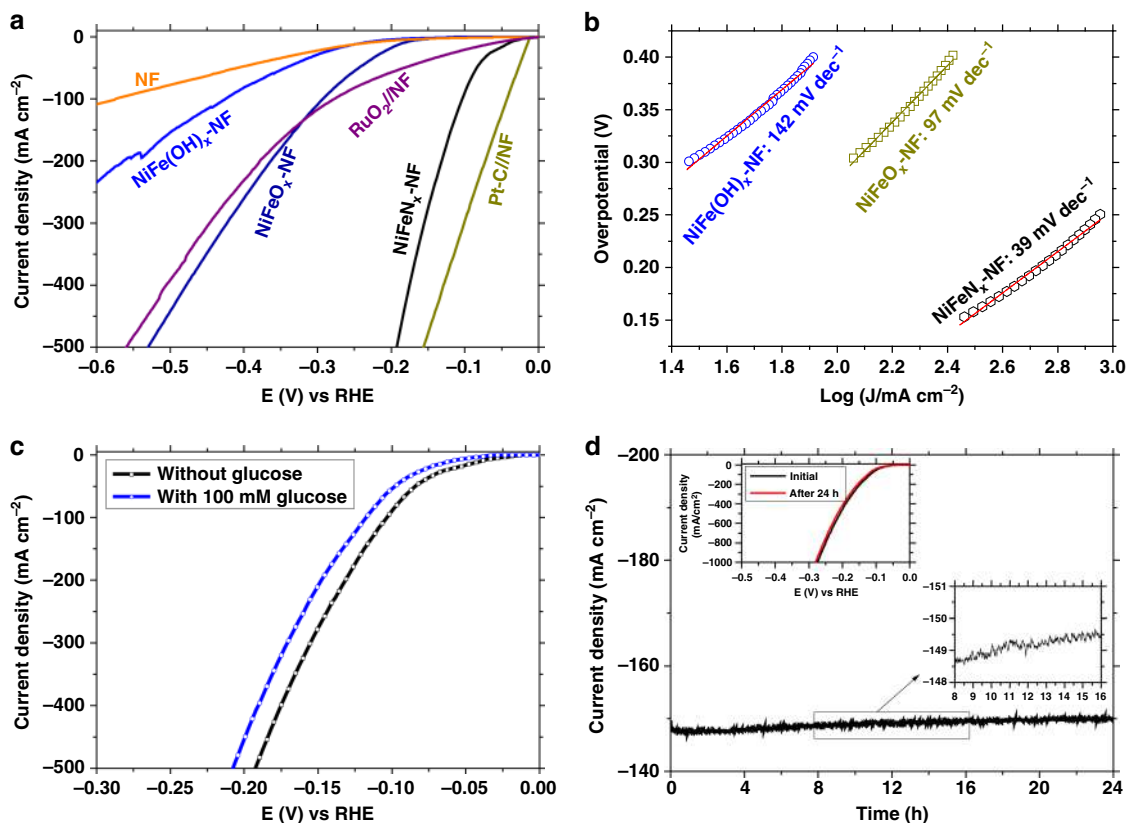 a
0
−100
−200
−300
−400
−500
Current density (mA cm⁻²)
NF
NiFe(OH)ₓ-NF
RuO₂//NF
NiFeOₓ-NF
NiFeNₓ-NF
Pt-C//NF
−0.6 −0.5 −0.4 −0.3 −0.2 −0.1 0.0
E (V) vs RHE
b
0.40
0.35
0.30
0.25
0.20
0.15
Overpotential (V)
NiFe(OH)ₓ-NF: 142 mV dec⁻¹
NiFeOₓ-NF: 97 mV dec⁻¹
NiFeNₓ-NF: 39 mV dec⁻¹
1.4 1.6 1.8 2.0 2.2 2.4 2.6 2.8 3.0
Log (J/mA cm⁻²)
c
0
−100
−200
−300
−400
−500
Current density (mA cm⁻²)
Without glucose
With 100 mM glucose
−0.30 −0.25 −0.20 −0.15 −0.10 −0.05 0.00
E (V) vs RHE
d
−200
−180
−160
−140
Current density (mA cm⁻²)
0
−200
−400
−600
−800
−1000
Current density
(mA/cm²)
Initial
After 24 h
−0.5 −0.4 −0.3 −0.2 −0.1 0.0
E (V) vs RHE
−151
−150
−149
−148
8 9 10 11 12 13 14 15 16
0 4 8 12 16 20 24
Time (h)